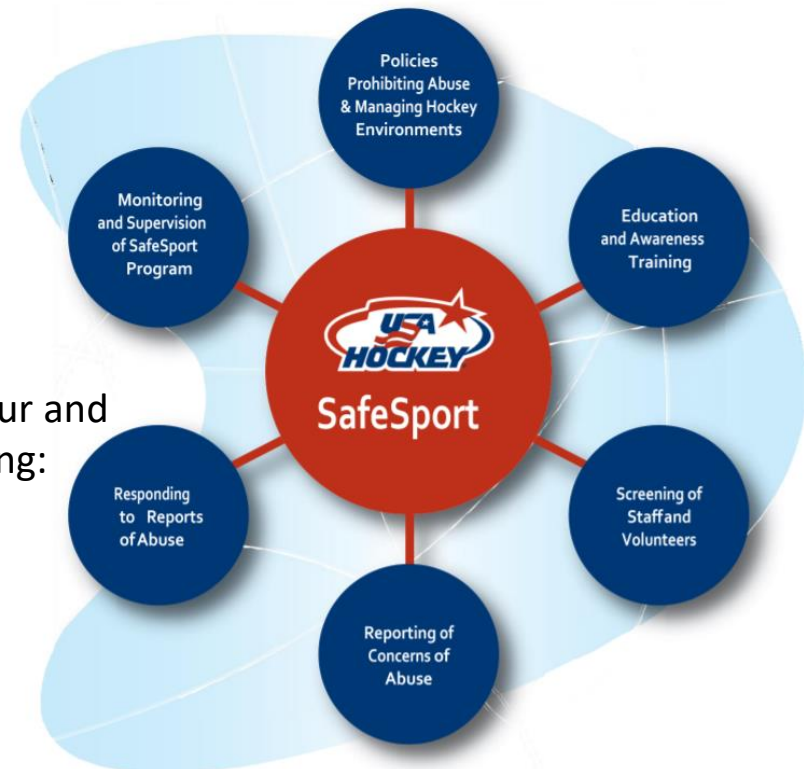 Policies
Prohibiting Abuse
& Managing Hockey
Environments
Monitoring
and Supervision
of SafeSport
Program
Education
and Awareness
Training
USA
HOCKEY
SafeSport
ur and
ng:
Responding
to Reports
of Abuse
Screening of
Staff and
Volunteers
Reporting of
Concerns of
Abuse